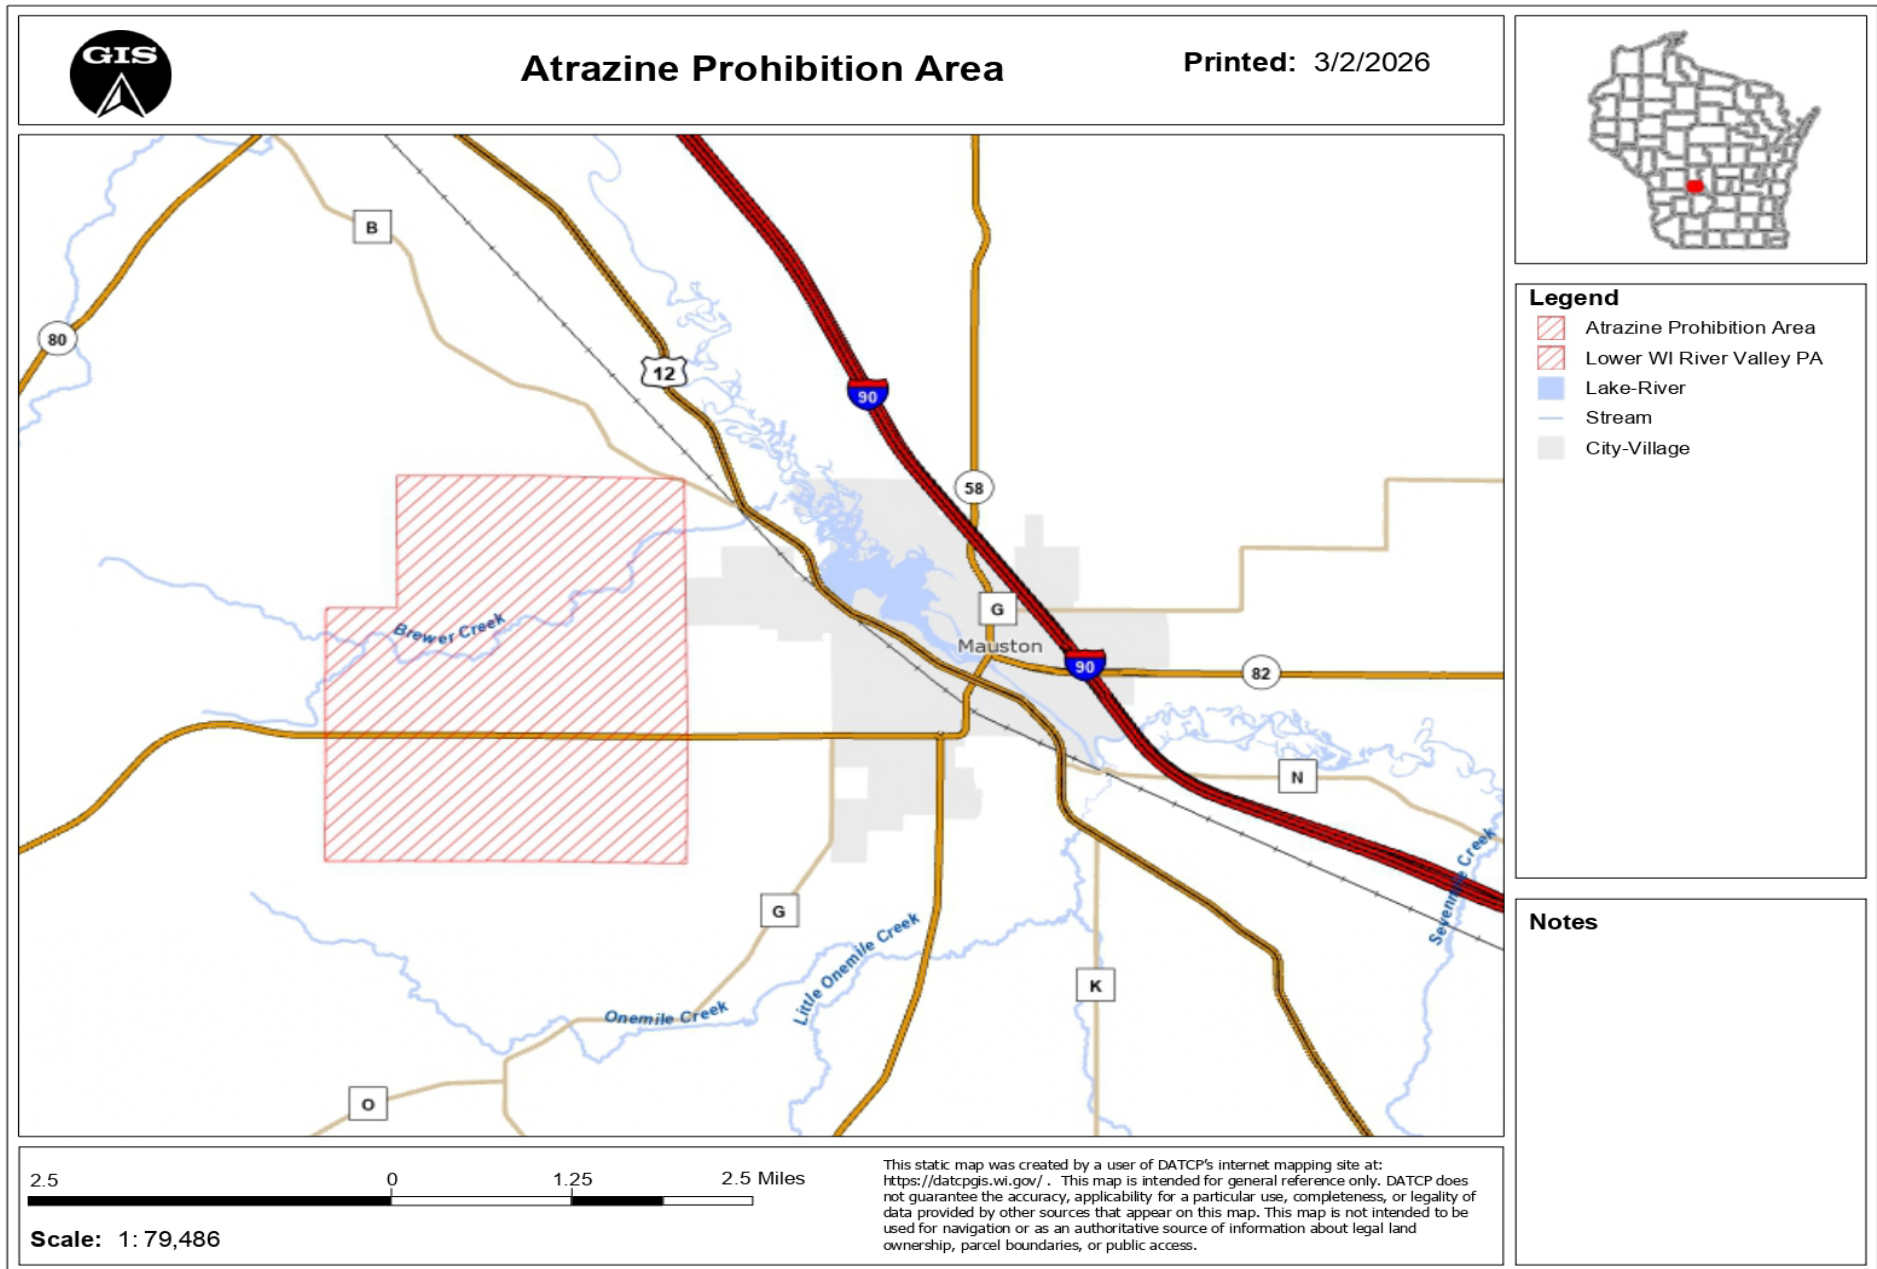 GIS
Atrazine Prohibition Area
Printed: 3/2/2026
B
80
12
90
58
G
Mauston
90
82
Brewer Creek
N
Sevenmile Creek
G
Little Onemile Creek
K
Onemile Creek
O
Legend
Atrazine Prohibition Area
Lower WI River Valley PA
Lake-River
Stream
City-Village
Notes
2.5 0 1.25 2.5 Miles
Scale: 1: 79,486
This static map was created by a user of DATCP's internet mapping site at:
https://datcpgis.wi.gov/ . This map is intended for general reference only. DATCP does
not guarantee the accuracy, applicability for a particular use, completeness, or legality of
data provided by other sources that appear on this map. This map is not intended to be
used for navigation or as an authoritative source of information about legal land
ownership, parcel boundaries, or public access.